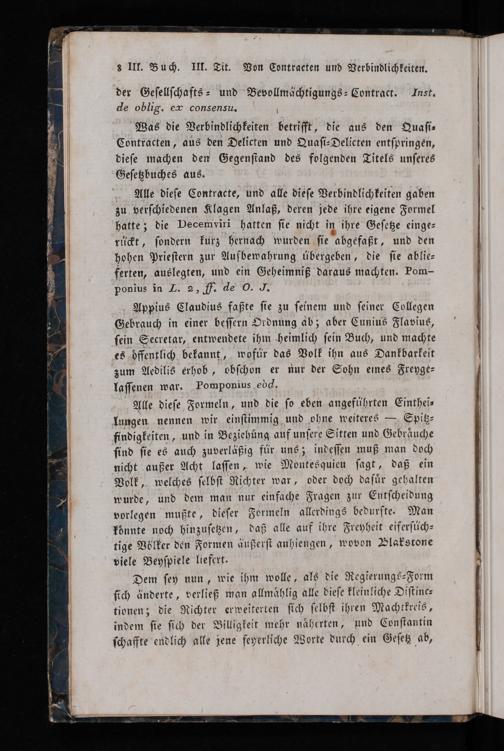 8 III. Buch. III. Tit. Von Contracten und Verbindlichkeiten.
der Gesellschafts- und Bevollmächtigungs-Contract. Inst.
de oblig. ex consensu.
Was die Verbindlichkeiten betrifft, die aus den Quasi-
Contracten, aus den Delicten und Quasi-Delicten entspringen,
diese machen den Gegenstand des folgenden Titels unseres
Gesetzbuches aus.
Alle diese Contracte, und alle diese Verbindlichkeiten gaben
zu verschiedenen Klagen Anlaß, deren jede ihre eigene Formel
hatte; die Decemviri hatten sie nicht in ihre Gesetze einge-
rückt, sondern kurz hernach wurden sie abgefaßt, und den
hohen Priestern zur Aufbewahrung übergeben, die sie ablie-
ferten, auslegten, und ein Geheimniß daraus machten. Pom-
ponius in L. 2, ff. de O. J.
Appius Claudius faßte sie zu seinem und seiner Collegen
Gebrauch in einer bessern Ordnung ab; aber Cunius Flavius,
sein Secretar, entwendete ihm heimlich sein Buch, und machte
es öffentlich bekannt, wofür das Volk ihn aus Dankbarkeit
zum Aedilis erhob, obschon er nur der Sohn eines Freyge-
lassenen war. Pomponius eod.
Alle diese Formeln, und die so eben angeführten Einthei-
lungen nennen wir einstimmig und ohne weiteres — Spitz-
findigkeiten, und in Beziehung auf unsere Sitten und Gebräuche
sind sie es auch zuverläßig für uns; indessen muß man doch
nicht außer Acht lassen, wie Montesquieu sagt, daß ein
Volk, welches selbst Richter war, oder doch dafür gehalten
wurde, und dem man nur einfache Fragen zur Entscheidung
vorlegen mußte, dieser Formeln allerdings bedurfte. Man
könnte noch hinzusetzen, daß alle auf ihre Freyheit eifersüch-
tige Völker den Formen äußerst anhiengen, wovon Blakstone
viele Beyspiele liefert.
Dem sey nun, wie ihm wolle, als die Regierungs-Form
sich änderte, verließ man allmählig alle diese kleinliche Distinc-
tionen; die Richter erweiterten sich selbst ihren Machtkreis,
indem sie sich der Billigkeit mehr näherten, und Constantin
schaffte endlich alle jene feyerliche Worte durch ein Gesetz ab,